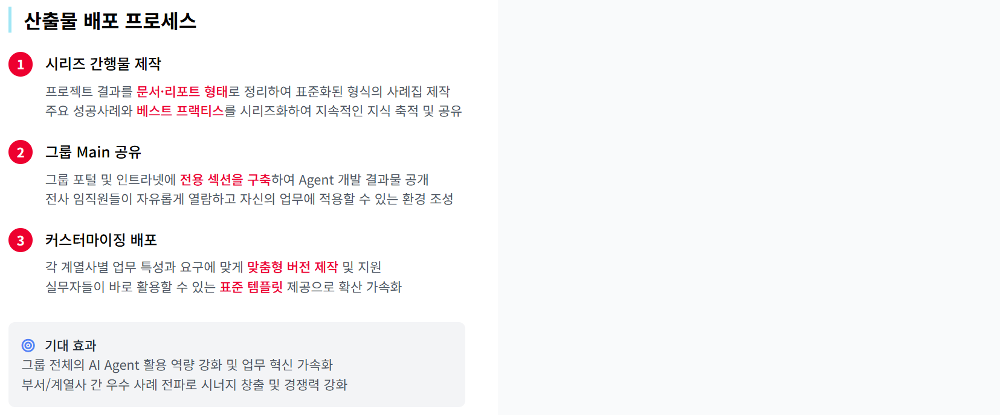 산출물 배포 프로세스
1 시리즈 간행물 제작
프로젝트 결과를 문서·리포트 형태로 정리하여 표준화된 형식의 사례집 제작
주요 성공사례와 베스트 프랙티스를 시리즈화하여 지속적인 지식 축적 및 공유
2 그룹 Main 공유
그룹 포털 및 인트라넷에 전용 섹션을 구축하여 Agent 개발 결과물 공개
전사 임직원들이 자유롭게 열람하고 자신의 업무에 적용할 수 있는 환경 조성
3 커스터마이징 배포
각 계열사별 업무 특성과 요구에 맞게 맞춤형 버전 제작 및 지원
실무자들이 바로 활용할 수 있는 표준 템플릿 제공으로 확산 가속화
기대 효과
그룹 전체의 AI Agent 활용 역량 강화 및 업무 혁신 가속화
부서/계열사 간 우수 사례 전파로 시너지 창출 및 경쟁력 강화